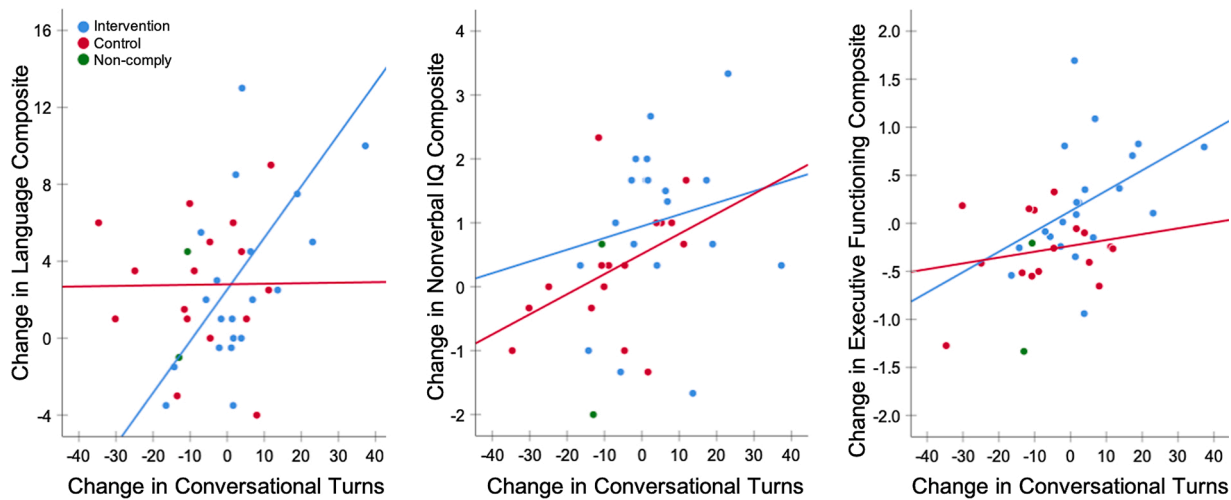 Intervention
Control
Non-comply
Change in Language Composite
16
12
8
4
0
-4
-40 -30 -20 -10 0 10 20 30 40
Change in Conversational Turns
Change in Nonverbal IQ Composite
4
3
2
1
0
-1
-2
-40 -30 -20 -10 0 10 20 30 40
Change in Conversational Turns
Change in Executive Functioning Composite
2.0
1.5
1.0
.5
.0
-.5
-1.0
-1.5
-2.0
-40 -30 -20 -10 0 10 20 30 40
Change in Conversational Turns